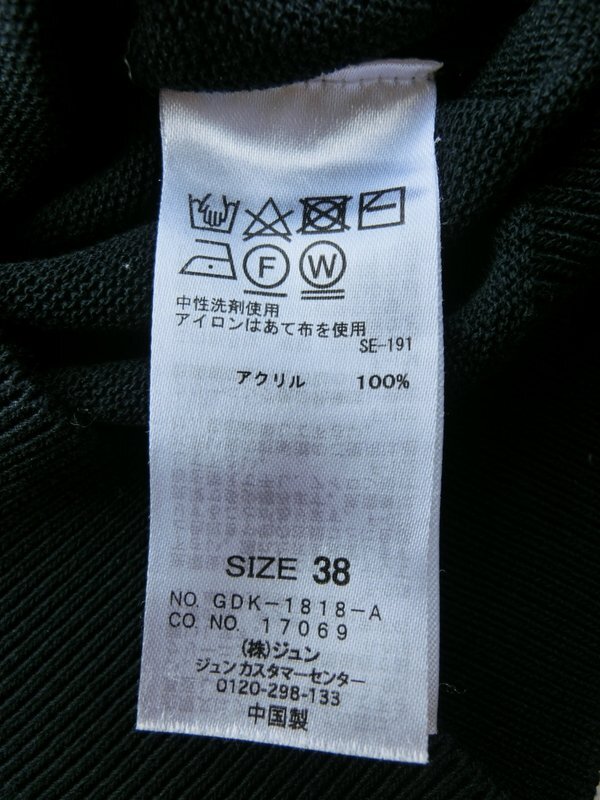 F W
中性洗剤使用
アイロンはあて布を使用
SE-191
アクリル 100%
SIZE 38
NO. GDK-1818-A
CO. NO. 17069
(株)ジュン
ジュンカスタマーセンター
0120-298-133
中国製